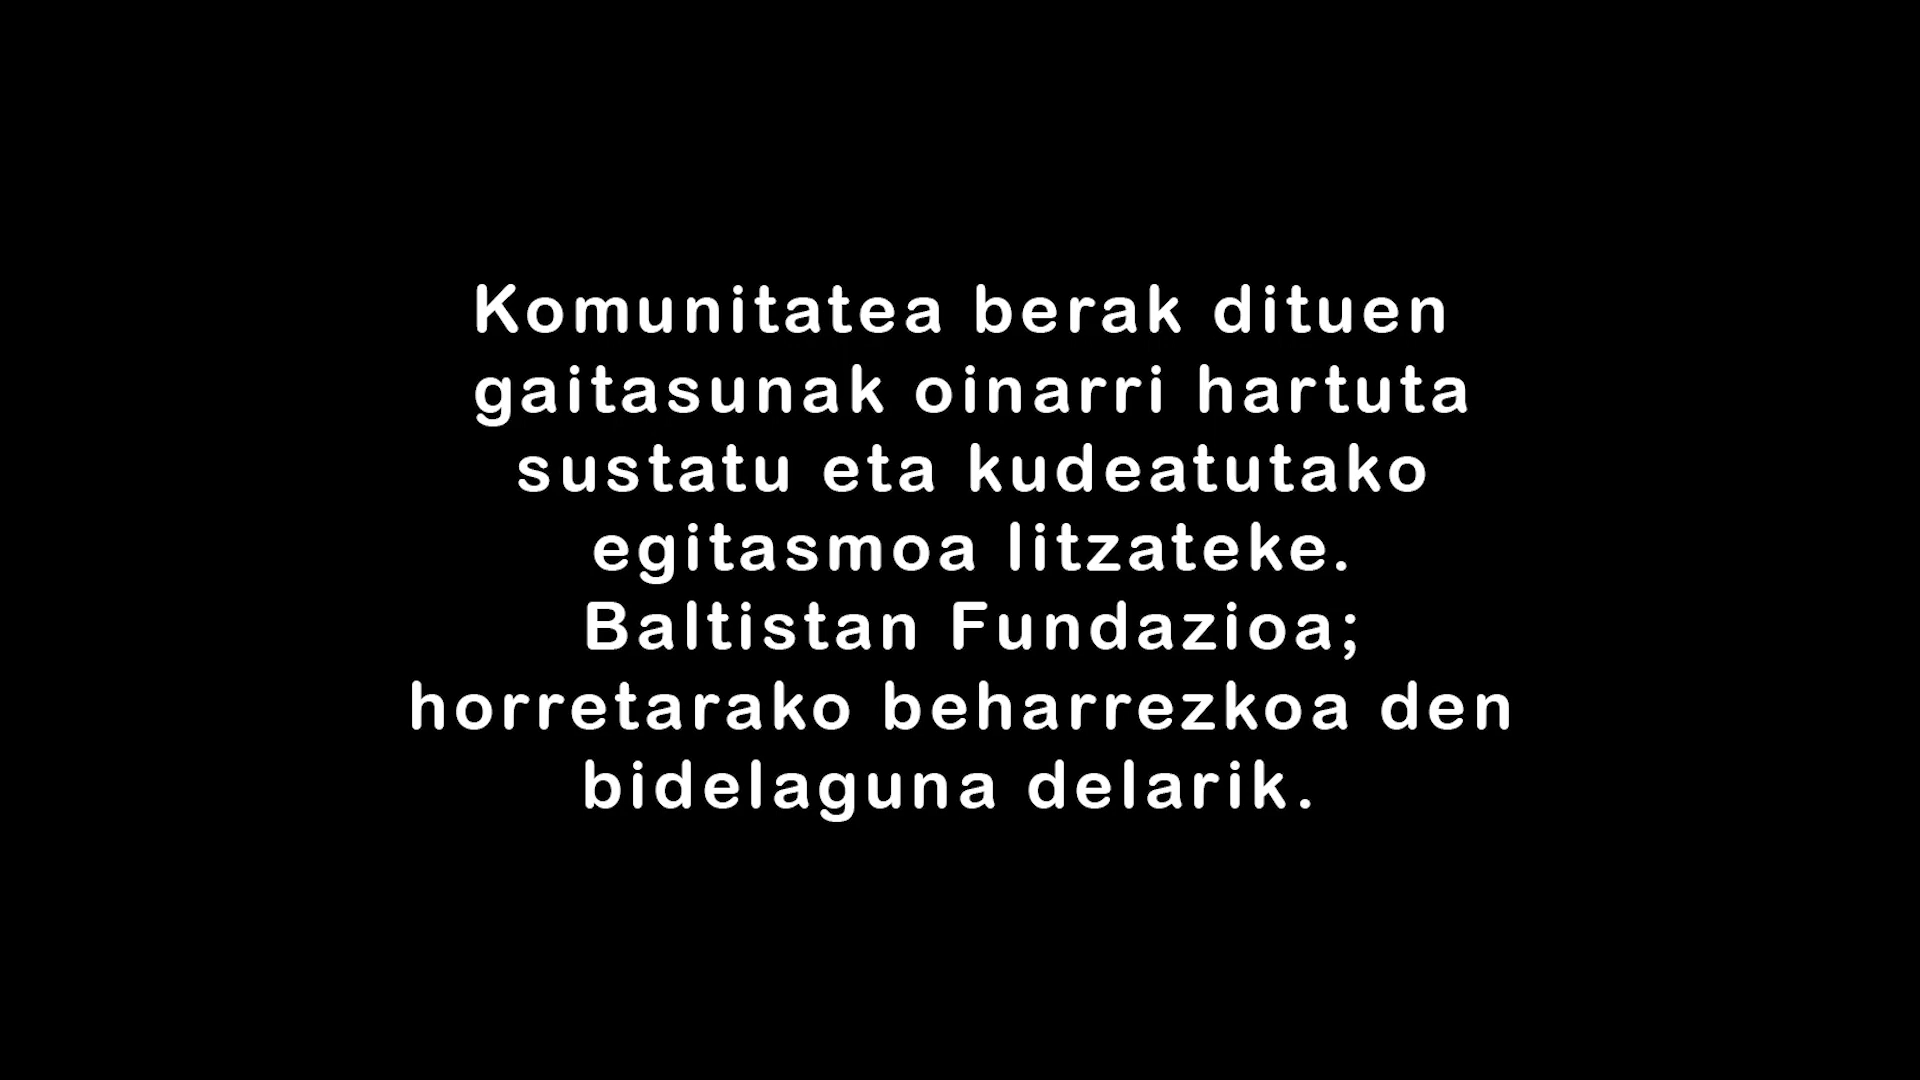 Komunitatea berak dituen
gaitasunak oinarri hartuta
sustatu eta kudeatutako
egitasmoa litzateke.
Baltistan Fundazioa;
horretarako beharrezkoa den
bidelaguna delarik.